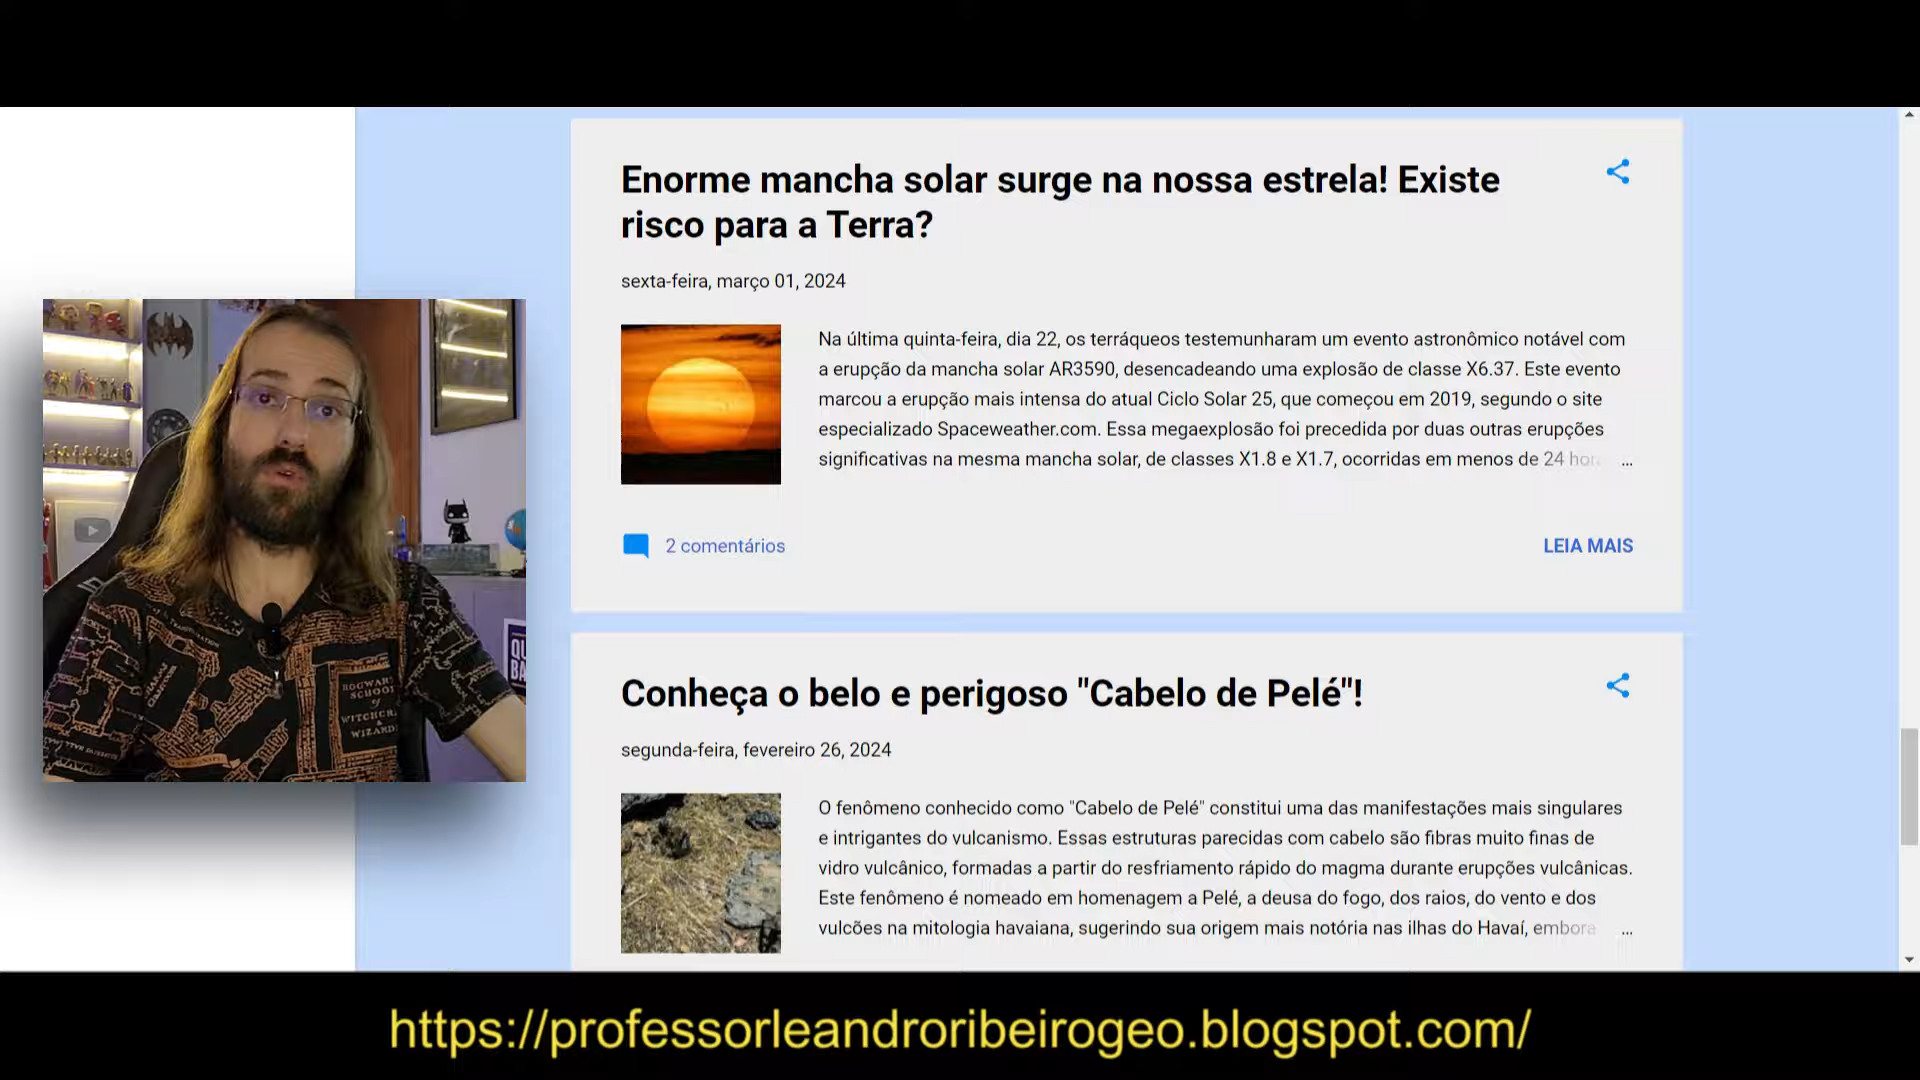 Enorme mancha solar surge na nossa estrela! Existe
risco para a Terra?
sexta-feira, março 01, 2024
Na última quinta-feira, dia 22, os terráqueos testemunharam um evento astronômico notável com
a erupção da mancha solar AR3590, desencadeando uma explosão de classe X6.37. Este evento
marcou a erupção mais intensa do atual Ciclo Solar 25, que começou em 2019, segundo o site
especializado Spaceweather.com. Essa megaexplosão foi precedida por duas outras erupções
significativas na mesma mancha solar, de classes X1.8 e X1.7, ocorridas em menos de 24 hor ...
2 comentários
LEIA MAIS
HOGWARTS
SCHOOL
of
WITCHCR
&
WIZARD
QU
BA
Conheça o belo e perigoso "Cabelo de Pelé"!
segunda-feira, fevereiro 26, 2024
O fenômeno conhecido como "Cabelo de Pelé" constitui uma das manifestações mais singulares
e intrigantes do vulcanismo. Essas estruturas parecidas com cabelo são fibras muito finas de
vidro vulcânico, formadas a partir do resfriamento rápido do magma durante erupções vulcânicas.
Este fenômeno é nomeado em homenagem a Pelé, a deusa do fogo, dos raios, do vento e dos
vulcões na mitologia havaiana, sugerindo sua origem mais notória nas ilhas do Havaí, embora ...
https://professorleandroribeirogeo.blogspot.com/